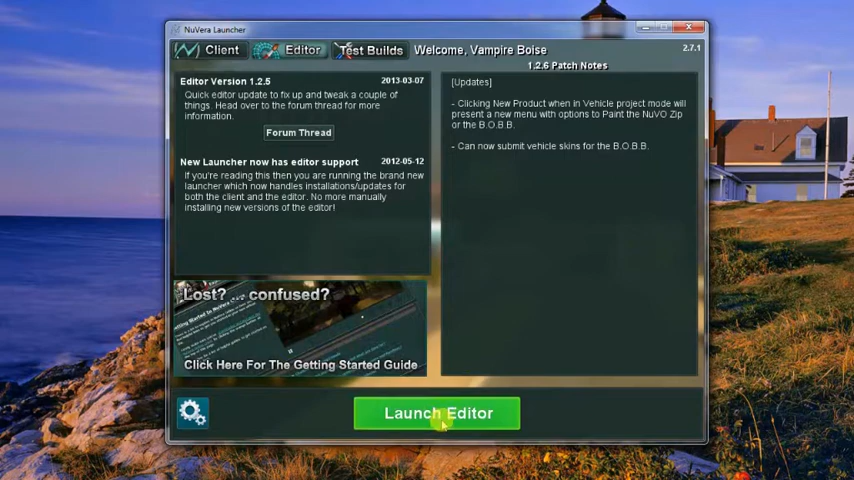 NuVera Launcher
Client Editor Test Builds Welcome, Vampire Boise 2.7.1
1.2.6 Patch Notes
Editor Version 1.2.5 2013-03-07
Quick editor update to fix up and tweak a couple of
things. Head over to the forum thread for more
information.
Forum Thread
New Launcher now has editor support 2012-05-12
If you're reading this then you are running the brand new
launcher which now handles installations/updates for
both the client and the editor. No more manually
installing new versions of the editor!
[Updates]
- Clicking New Product when in Vehicle project mode will
present a new menu with options to Paint the NuVO Zip
or the B.O.B.B.
- Can now submit vehicle skins for the B.O.B.B.
Lost? ... confused?
Click Here For The Getting Started Guide
Launch Editor